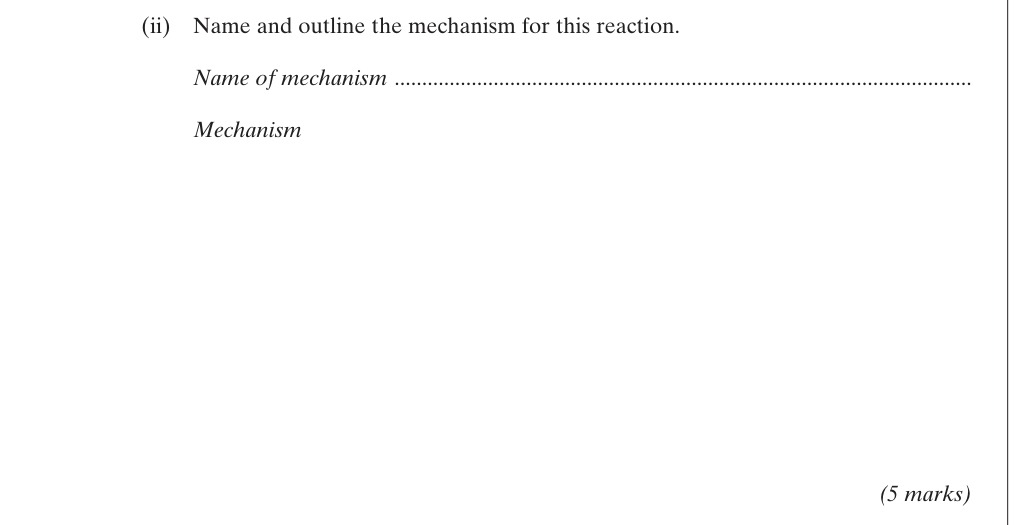 (ii) Name and outline the mechanism for this reaction.
Name of mechanism ..........................................................................................................
Mechanism
(5 marks)